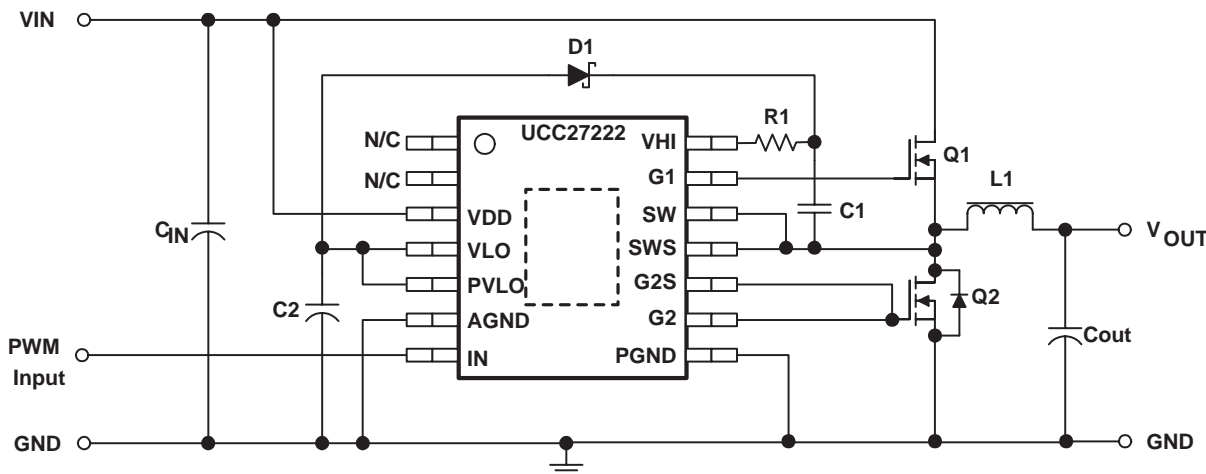 VIN
D1
UCC27222
R1
N/C
VHI
Q1
N/C
G1
L1
VDD
SW
C1
CIN
VLO
SWS
VOUT
PVLO
G2S
Q2
C2
AGND
G2
PWM
Input
IN
PGND
Cout
GND
GND